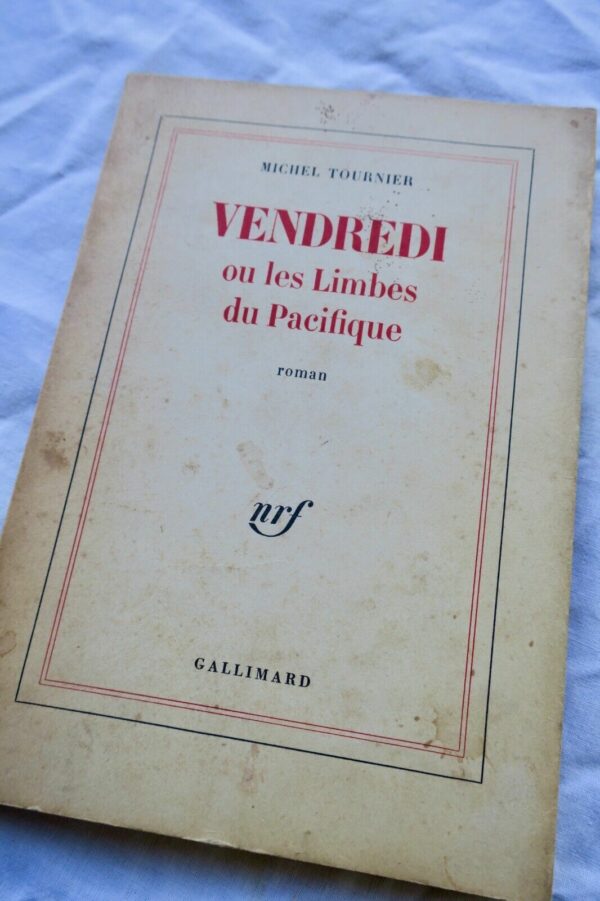 MICHEL TOURNIER
VENDREDI
ou les Limbes
du Pacifique
roman
nrf
GALLIMARD